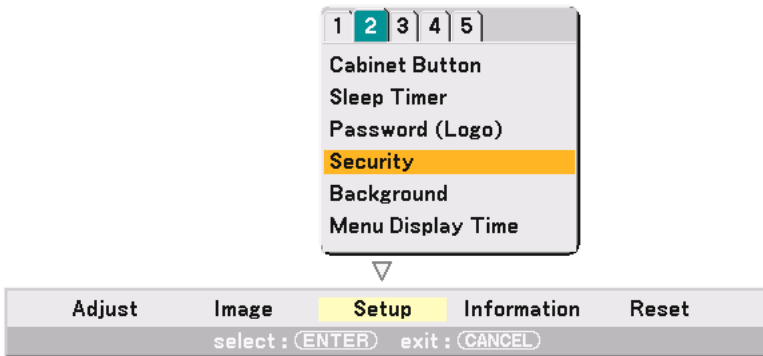 1 2 3 4 5
Cabinet Button
Sleep Timer
Password (Logo)
Security
Background
Menu Display Time
Adjust Image Setup Information Reset
select : ENTER exit : CANCEL